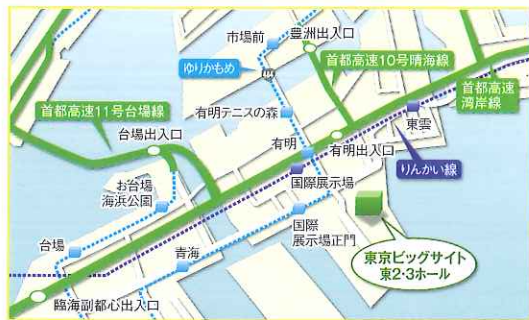 市場前
豊洲出入口
ゆりかもめ
首都高速10号晴海線
首都高速
湾岸線
首都高速11号台場線
有明テニスの森
東雲
台場出入口
有明
有明出入口
りんかい線
国際展示場
お台場
海浜公園
国際
展示場正門
台場
青海
東京ビッグサイト
東2・3ホール
臨海副都心出入口